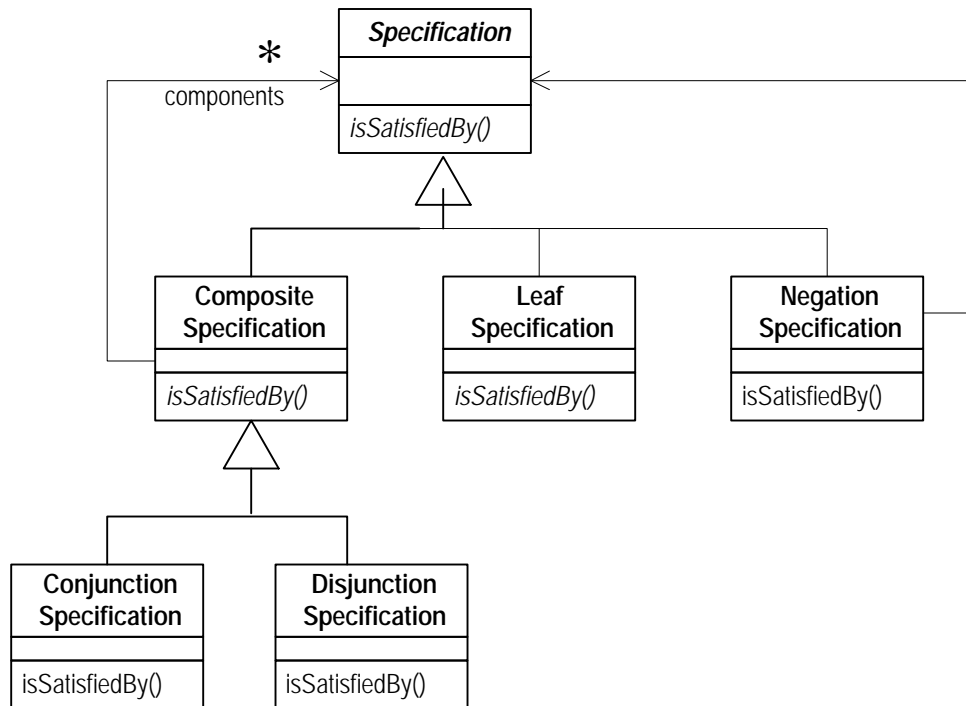 Specification
*
components
isSatisfiedBy()
Composite
Specification
isSatisfiedBy()
Leaf
Specification
isSatisfiedBy()
Negation
Specification
isSatisfiedBy()
Conjunction
Specification
isSatisfiedBy()
Disjunction
Specification
isSatisfiedBy()